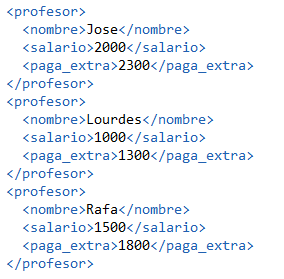 <profesor>
  <nombre>Jose</nombre>
  <salario>2000</salario>
  <paga_extra>2300</paga_extra>
</profesor>
<profesor>
  <nombre>Lourdes</nombre>
  <salario>1000</salario>
  <paga_extra>1300</paga_extra>
</profesor>
<profesor>
  <nombre>Rafa</nombre>
  <salario>1500</salario>
  <paga_extra>1800</paga_extra>
</profesor>